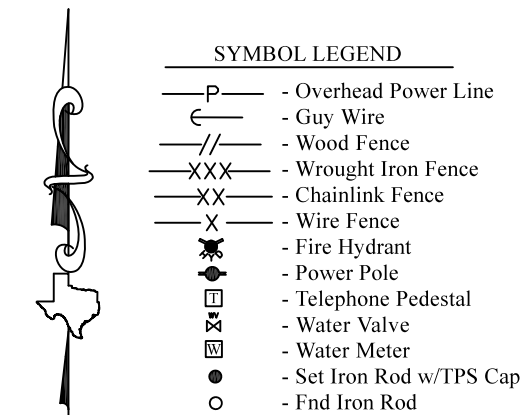 SYMBOL LEGEND
P - Overhead Power Line
- Guy Wire
// - Wood Fence
XXX - Wrought Iron Fence
XX - Chainlink Fence
X - Wire Fence
- Fire Hydrant
- Power Pole
T - Telephone Pedestal
WV - Water Valve
W - Water Meter
- Set Iron Rod w/TPS Cap
- Fnd Iron Rod